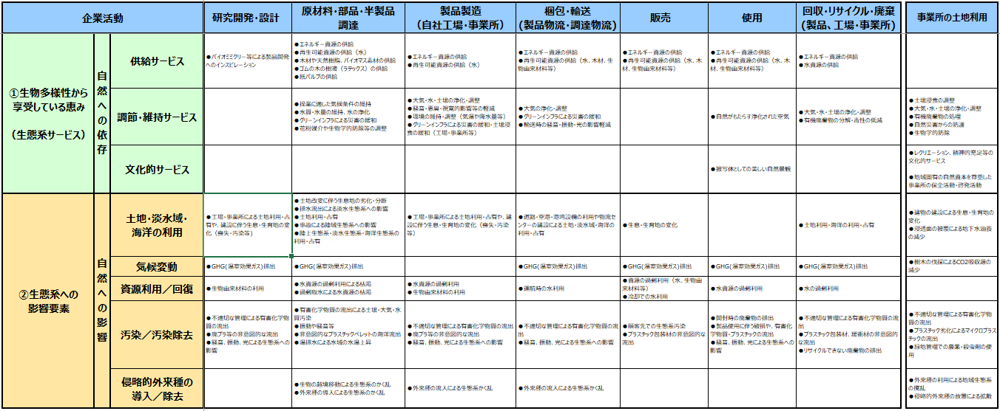 企業活動
研究開発・設計
原材料・部品・半製品
調達
製品製造
（自社工場・事業所）
梱包・輸送
(製品物流・調達物流)
販売
使用
回収・リサイクル・廃棄
(製品、工場・事業所)
事業所の土地利用
①生物多様性から
享受している恵み
（生態系サービス）
自然への依存
供給サービス
●バイオミミクリー等による製品開発
へのインスピレーション
●エネルギー資源の供給
●再生可能資源の供給（水）
●木材や天然樹脂、バイオマス素材の供給
●ゴムの木の樹液（ラテックス）の供給
●紙パルプの供給
●エネルギー資源の供給
●再生可能資源の供給（水）
●エネルギー資源の供給
●再生可能資源の供給（水、木材、生
物由来材料等）
●エネルギー資源の供給
●再生可能資源の供給（水、木
材、生物由来材料等）
●エネルギー資源の供給
●再生可能資源の供給（水、木
材、生物由来材料等）
●エネルギー資源の供給
●水資源の供給
調節・維持サービス
●操業に適した気候条件の維持
●水質・水量の維持、水の浄化
●グリーンインフラによる災害の緩和
●花粉媒介や生物学的防除等の調整
●大気・水・土壌の浄化・調整
●騒音・悪臭・視覚的影響等の軽減
●環境の維持・調整（気温や降水量等）
●グリーンインフラによる災害の緩和・土壌浸
食の緩和（工場・事業所等）
●大気の浄化・調整
●グリーンインフラによる災害の緩和
●輸送時の騒音・振動・光の影響軽減
●自然がもたらす浄化された空気
●大気・水・土壌の浄化・調整
●有機廃棄物の分解・毒性の低減
●土壌浸食の調整
●大気・水・土壌の浄化・調整
●有機廃棄物の処理
●自然災害からの防護
●生物学的防除
文化的サービス
●被写体としての美しい自然景観
●レクリエーション、精神的充足等の
文化的サービス
●地域固有の自然資本を尊重した
事業所の保全活動・啓発活動
②生態系への
影響要素
自然への影響
土地・淡水域・
海洋の利用
●工場・事業所による土地利用・占
有や、建設に伴う生息・生育地の変
化（喪失・汚染等)
●土地改変に伴う生息地の劣化・分断
●排水流出による淡水生態系への影響
●土地利用・占有
●事故による陸域生態系への影響
●陸上生態系・淡水生態系・海洋生態系の
利用・占有
●工場・事業所による土地利用・占有や、建
設に伴う生息・生育地の変化（喪失・汚染
等）
●道路・空港・港湾設備の利用や物流セ
ンターの建設による土地・淡水域・海洋
の利用・占有
●生息・生育地の変化
●土地利用・海洋の利用・占有
●建物の建設による生息・生育地
の変化
●浸透面の被覆による地下水涵養
の減少
気候変動
●GHG(温室効果ガス)排出
●GHG(温室効果ガス)排出
●GHG(温室効果ガス)排出
●GHG(温室効果ガス)排出
●GHG(温室効果ガス)排出
●GHG(温室効果ガス)排出
●樹木の伐採によるCO2吸収源の
減少
資源利用／回復
●生物由来材料の利用
●水資源の過剰利用による枯渇
●過剰取水による水資源の枯渇
●水資源の過剰利用
●生物由来材料の利用
●運航時の水利用
●資源の過剰利用（水、生物由
来材料等）
●冷却での水利用
●水資源の過剰利用
●水の過剰利用
汚染／汚染除去
●不適切な管理による有害化学物
質の流出
●廃プラ等の非意図的な流出
●騒音、振動、光による生態系への
影響
●有害化学物質の流出による土壌・大気・水
質汚染
●振動や騒音等
●非意図的なプラスチックペレットの海洋流出
●温排水による水域の水温上昇
●不適切な管理による有害化学物質の流出
●廃プラ等の非意図的な流出
●騒音、振動、光による生態系への影響
●不適切な管理による有害化学物質の流
出
●騒音、振動、光による生態系への影響
●顧客先での生態系汚染
●プラスチック包装材の非意図的な
流出
●開封時の廃棄物の排出
●製品使用に伴う破損や、有害化
学物質・プラスチックの流出
●騒音、振動、光による生態系への
影響
●不適切な管理による有害化学物質の流
出
●プラスチック包装材、緩衝材の非意図的な
流出
●リサイクルできない廃棄物の排出
●不適切な管理による有害化学物
質の流出
●プラスチック劣化によるマイクロプラス
チックの流出
●緑地管理での農薬・殺虫剤の使
用
侵略的外来種の
導入／除去
●生物の越境移動による生態系のかく乱
●外来種の導入による生態系のかく乱
●外来種の流入による生態系かく乱
●外来種の流入による生態系かく乱
●外来種の利用による地域生態系
の撹乱
●侵略的外来種の放置による拡散